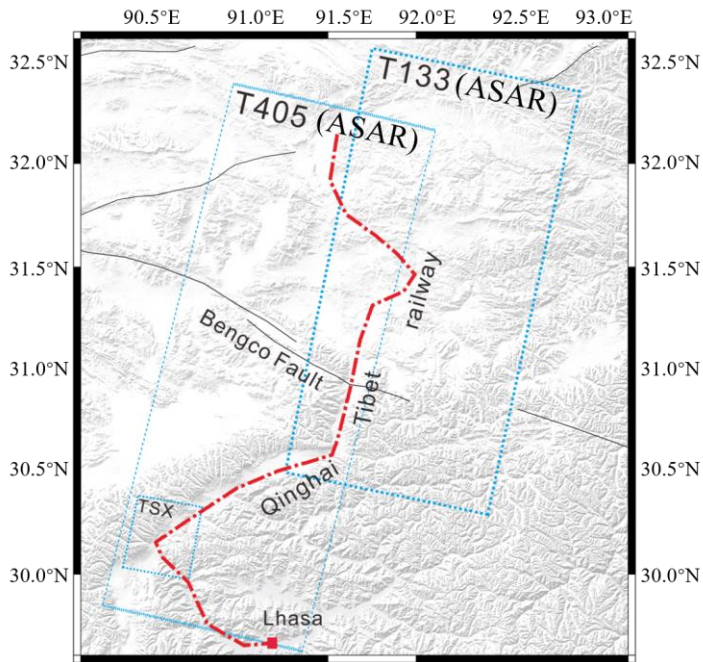 90.5°E 91.0°E 91.5°E 92.0°E 92.5°E 93.0°E
32.5°N 32.5°N
T133 (ASAR)
T405 (ASAR)
32.0°N 32.0°N
31.5°N 31.5°N
railway
Bengco Fault
31.0°N 31.0°N
Tibet
30.5°N 30.5°N
Qinghai
TSX
30.0°N 30.0°N
Lhasa